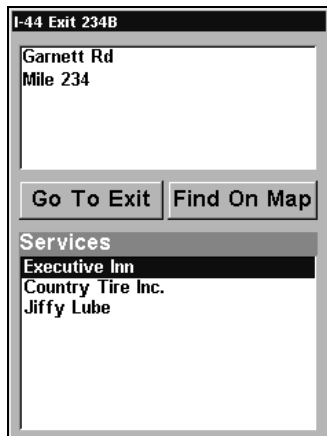 I-44 Exit 234B
Garnett Rd
Mile 234
Go To Exit
Find On Map
Services
Executive Inn
Country Tire Inc.
Jiffy Lube